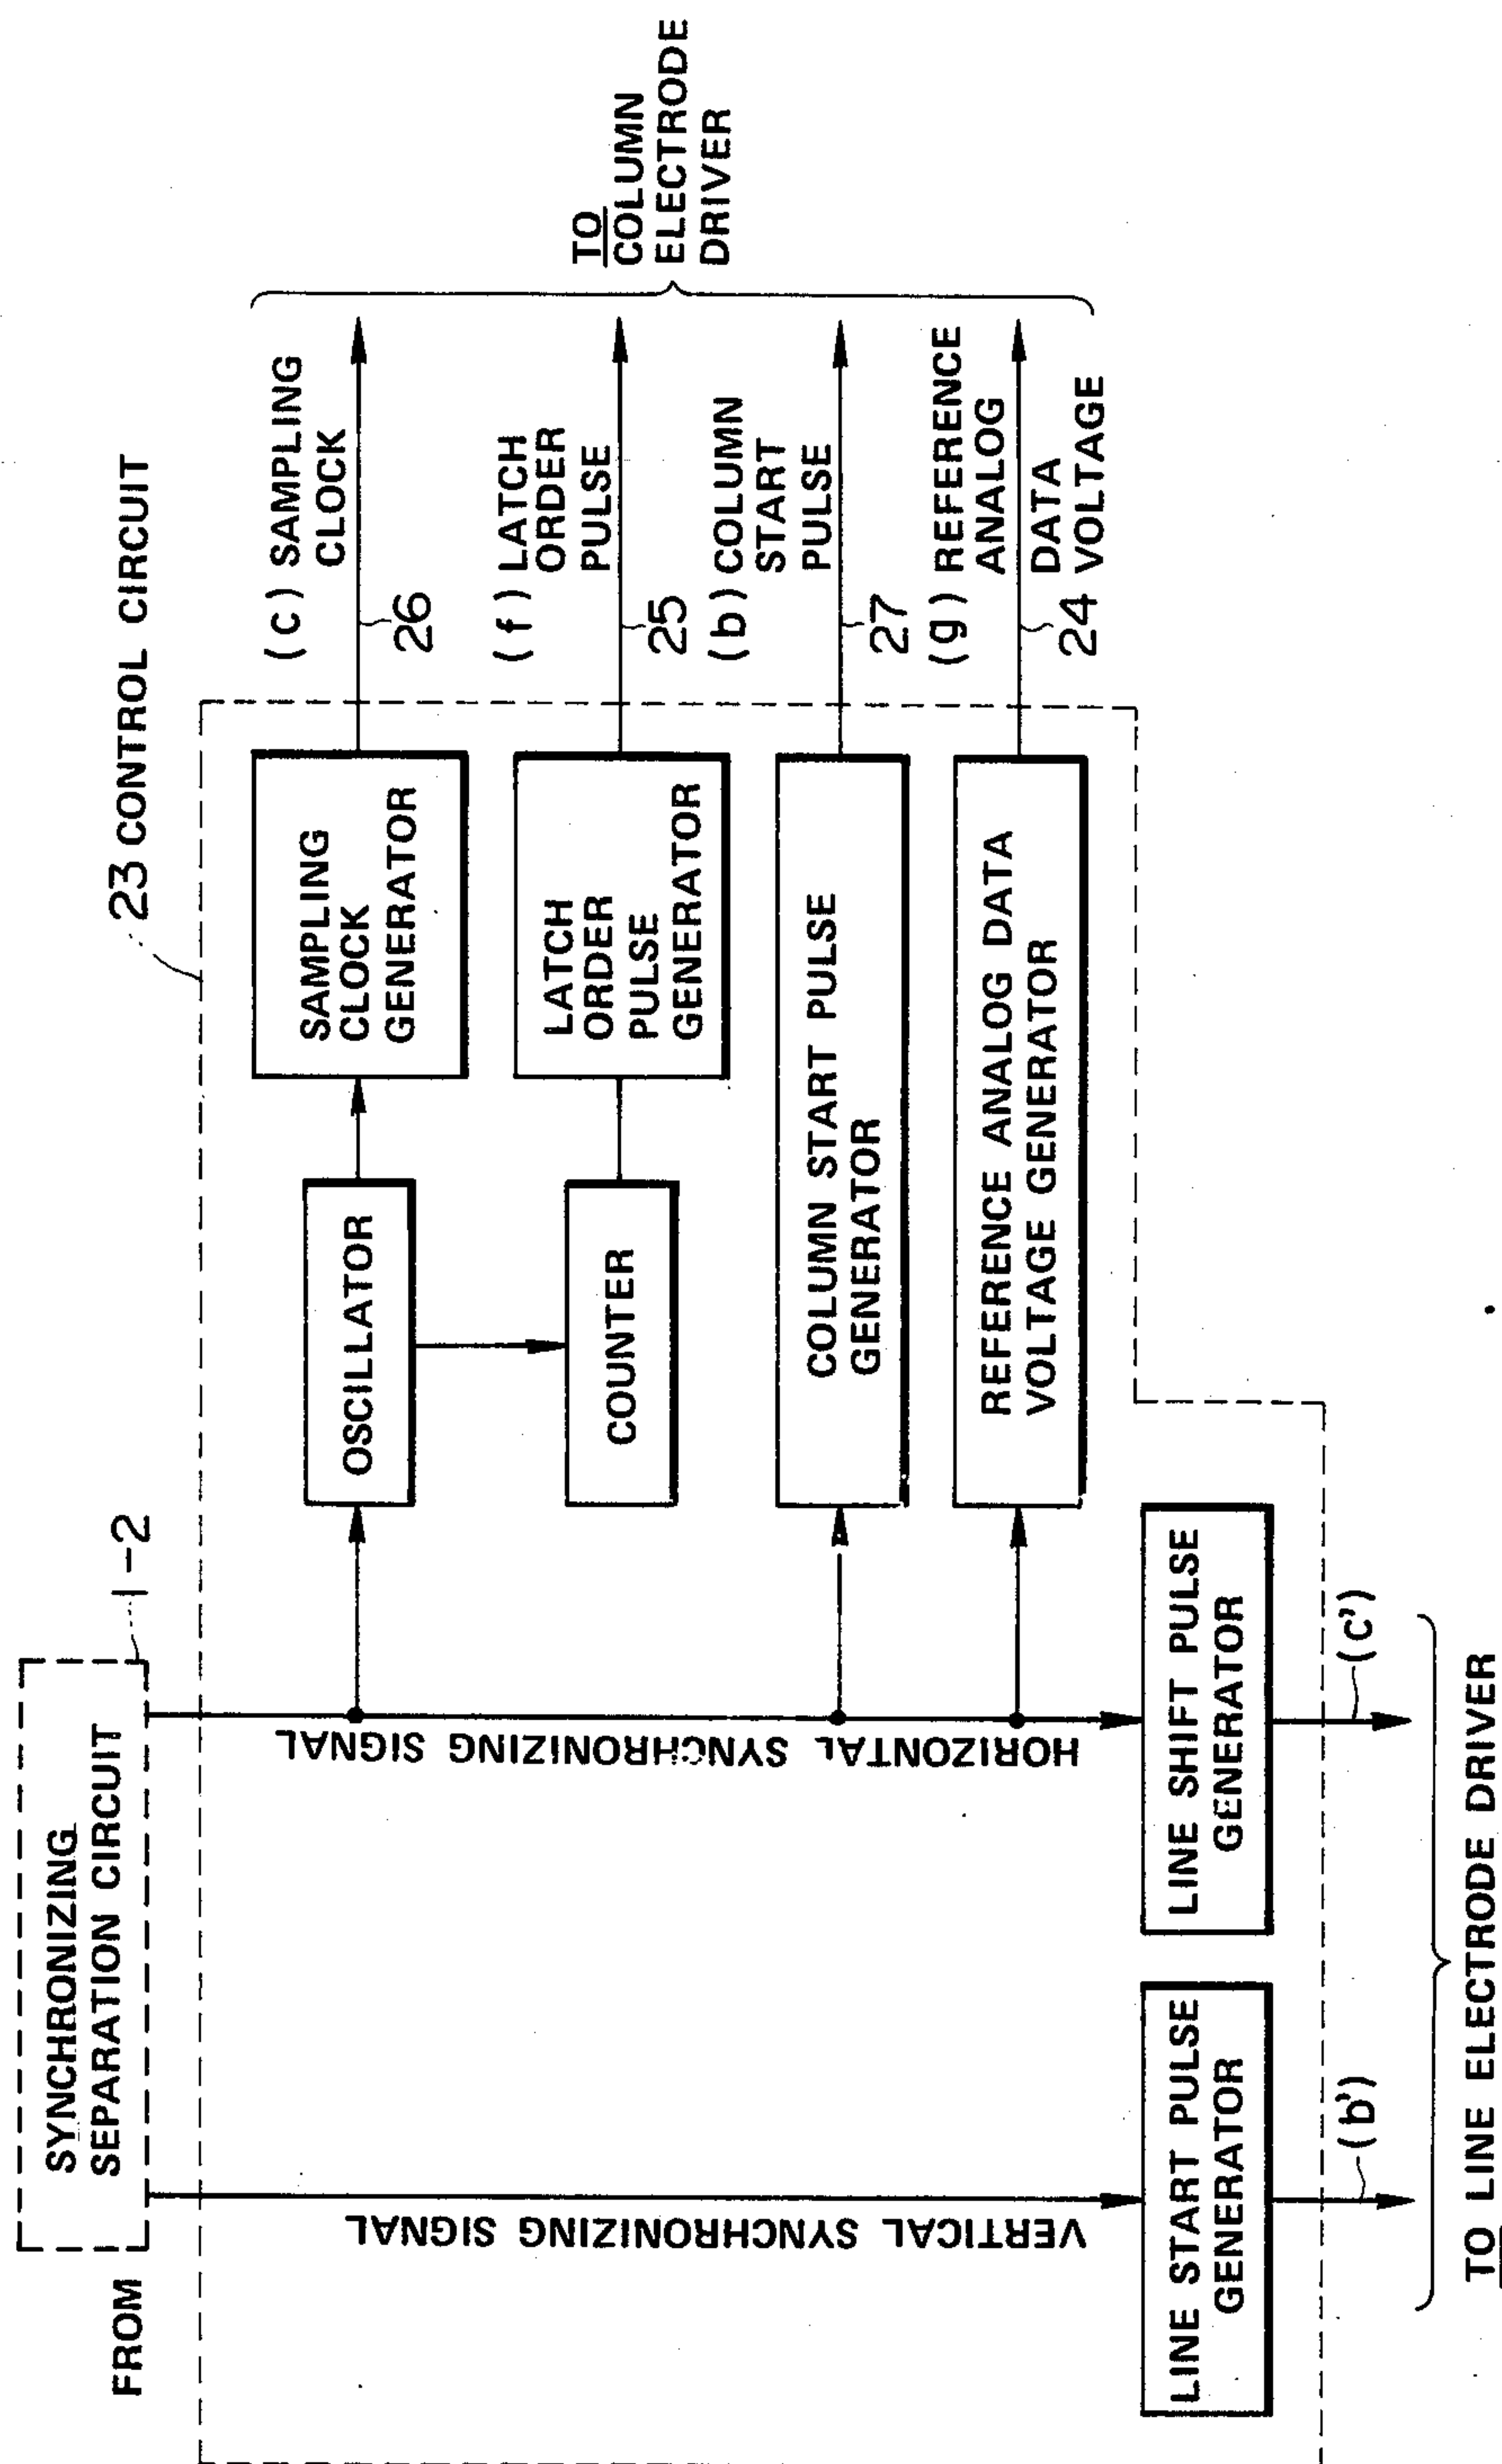 FROM
SYNCHRONIZING
SEPARATION CIRCUIT
1-2
23 CONTROL CIRCUIT
VERTICAL SYNCHRONIZING SIGNAL
HORIZONTAL SYNCHRONIZING SIGNAL
OSCILLATOR
COUNTER
SAMPLING
CLOCK
GENERATOR
LATCH
ORDER
PULSE
GENERATOR
COLUMN START PULSE
GENERATOR
REFERENCE ANALOG DATA
VOLTAGE GENERATOR
LINE START PULSE
GENERATOR
LINE SHIFT PULSE
GENERATOR
(c) SAMPLING
CLOCK
26
(f) LATCH
ORDER
PULSE
25
(b) COLUMN
START
PULSE
27
(g) REFERENCE
ANALOG
DATA
VOLTAGE
24
TO
COLUMN
ELECTRODE
DRIVER
(b')
(c')
TO LINE ELECTRODE DRIVER